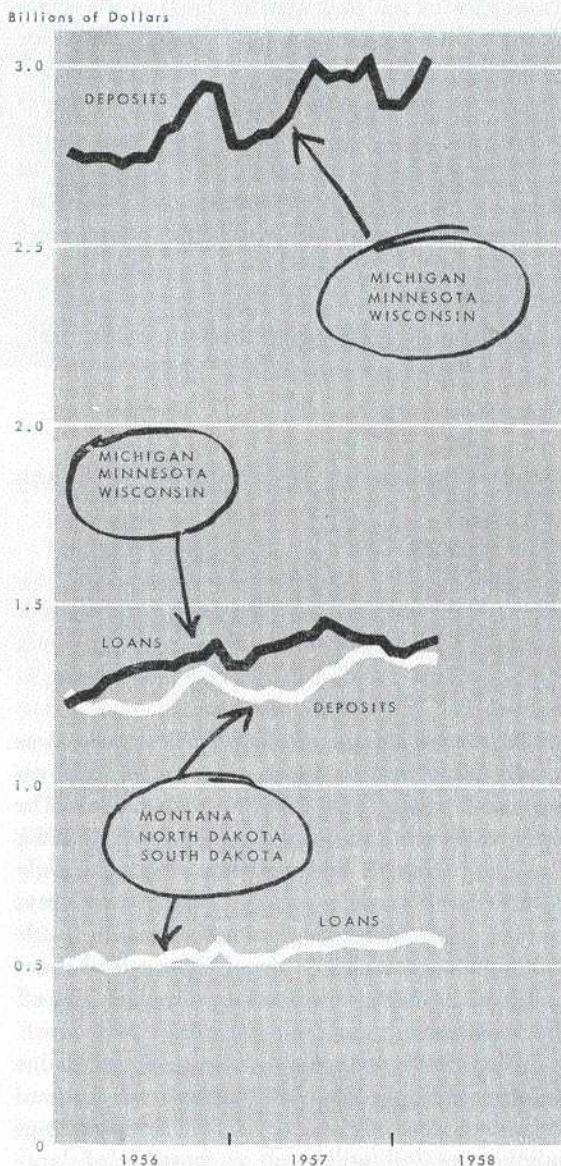 Billions of Dollars
3.0
DEPOSITS
2.5
MICHIGAN
MINNESOTA
WISCONSIN
2.0
MICHIGAN
MINNESOTA
WISCONSIN
1.5
LOANS
DEPOSITS
1.0
MONTANA
NORTH DAKOTA
SOUTH DAKOTA
LOANS
0.5
0
1956
1957
1958